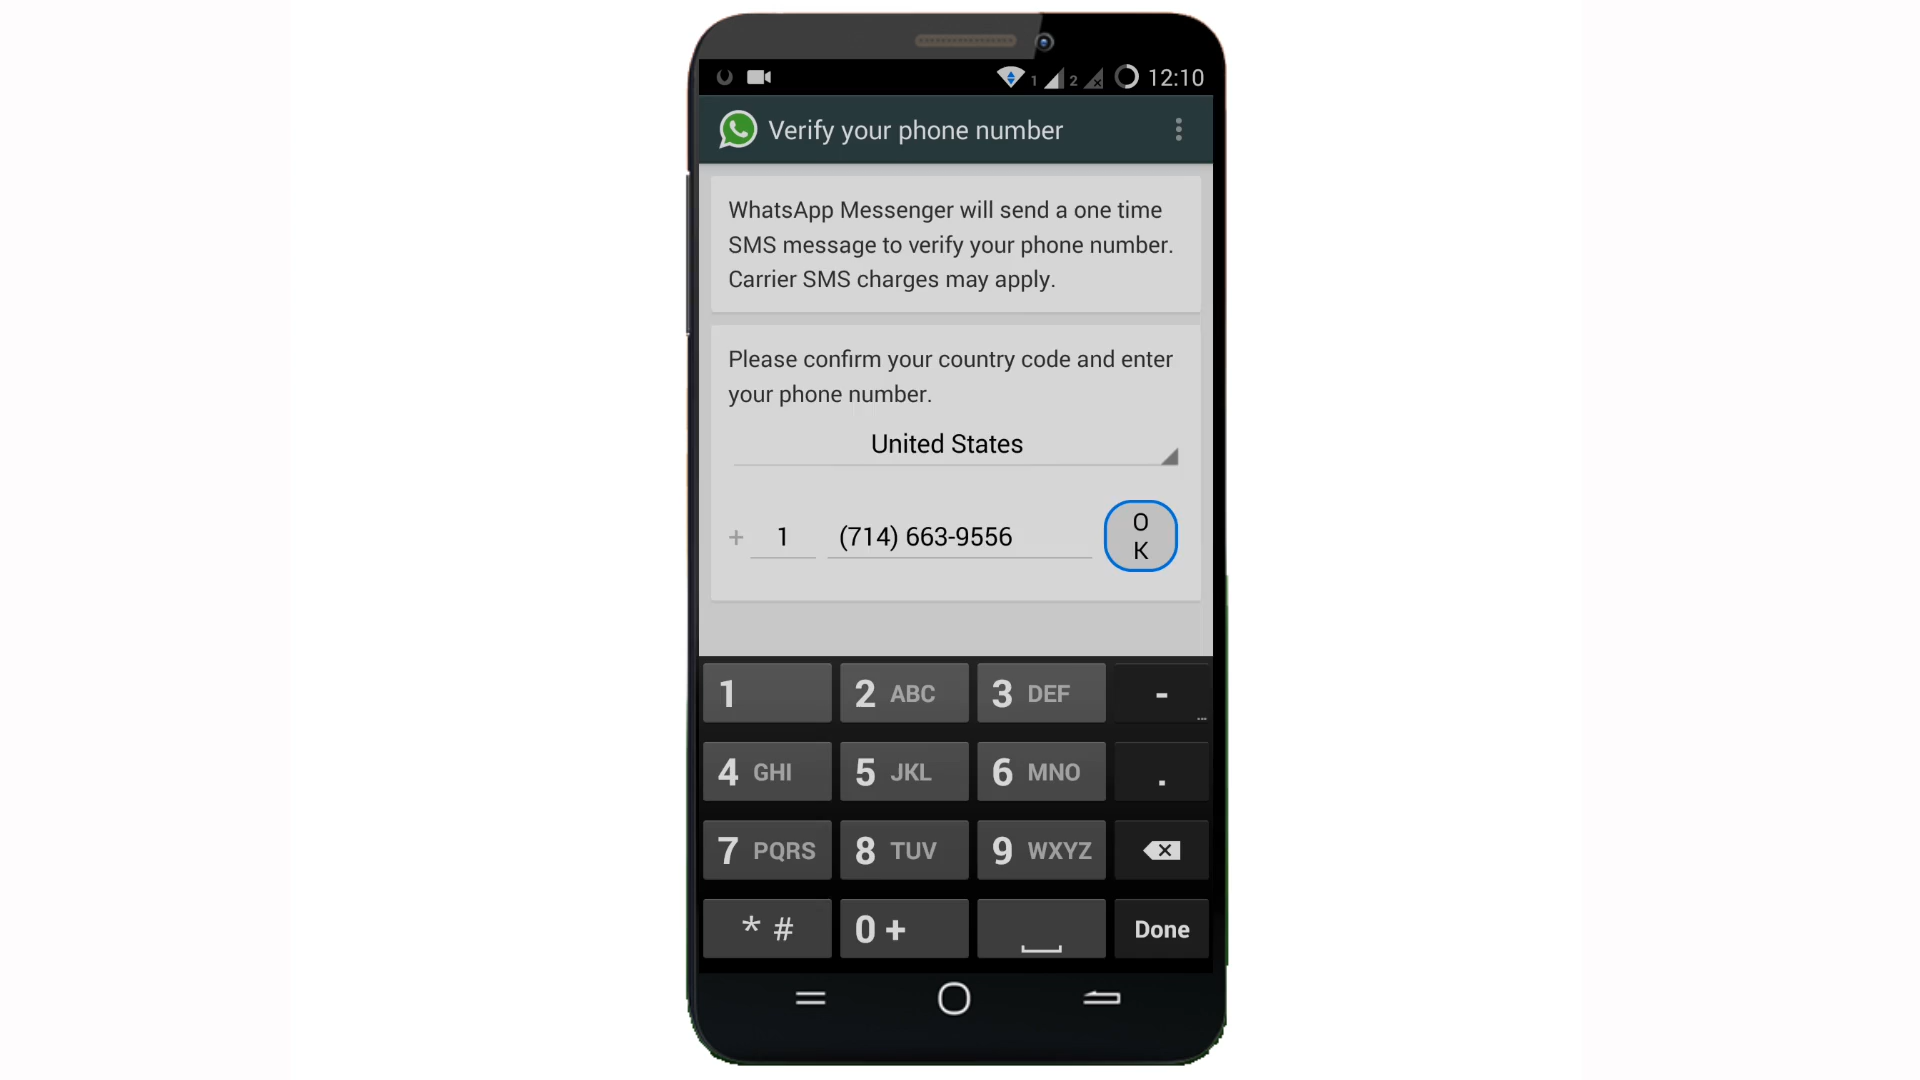 1 2 12:10
Verify your phone number
WhatsApp Messenger will send a one time
SMS message to verify your phone number.
Carrier SMS charges may apply.
Please confirm your country code and enter
your phone number.
United States
+ 1 (714) 663-9556 O
K
1 2 ABC 3 DEF - ...
4 GHI 5 JKL 6 MNO .
7 PQRS 8 TUV 9 WXYZ
* # 0 + Done